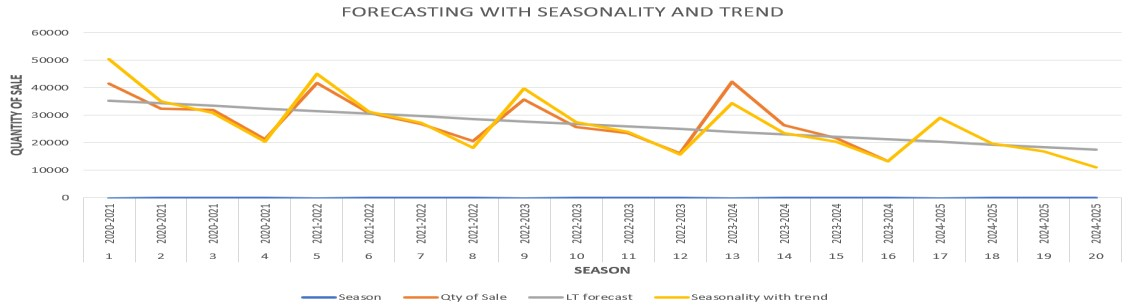 FORECASTING WITH SEASONALITY AND TREND
QUANTITY OF SALE
60000
50000
40000
30000
20000
10000
0
2020-2021 2020-2021 2020-2021 2020-2021 2021-2022 2021-2022 2021-2022 2021-2022 2022-2023 2022-2023 2022-2023 2022-2023 2023-2024 2023-2024 2023-2024 2023-2024 2024-2025 2024-2025 2024-2025 2024-2025
1 2 3 4 5 6 7 8 9 10 11 12 13 14 15 16 17 18 19 20
SEASON
Season Qty of Sale LT forecast Seasonality with trend